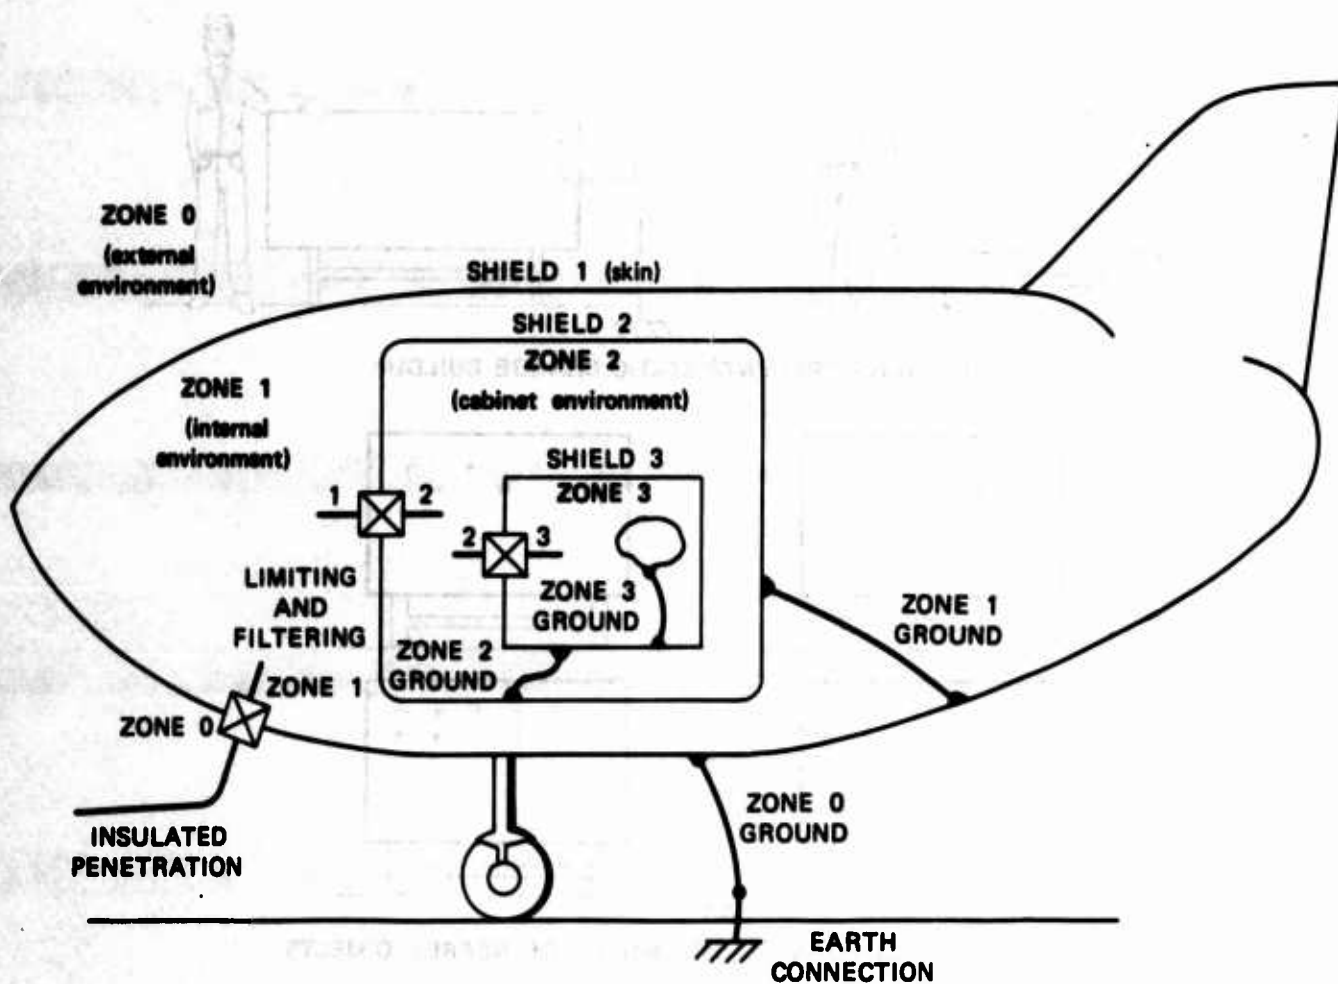 ZONE 0
(external
environment)
SHIELD 1 (skin)
SHIELD 2
ZONE 2
(cabinet environment)
ZONE 1
(internal
environment)
SHIELD 3
ZONE 3
1
2
2
3
LIMITING
AND
FILTERING
ZONE 3
GROUND
ZONE 1
GROUND
ZONE 2
GROUND
ZONE 1
ZONE 0
ZONE 0
GROUND
INSULATED
PENETRATION
EARTH
CONNECTION